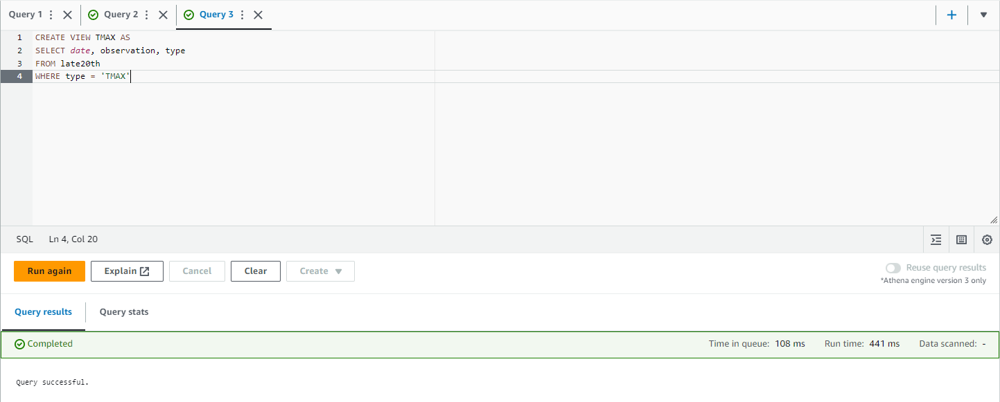 Query 1 Query 2 Query 3
1 CREATE VIEW TMAX AS
2 SELECT date, observation, type
3 FROM late20th
4 WHERE type = 'TMAX'
SQL Ln 4, Col 20
Run again Explain Cancel Clear Create Reuse query results
*Athena engine version 3 only
Query results Query stats
Completed Time in queue: 108 ms Run time: 441 ms Data scanned: -
Query successful.